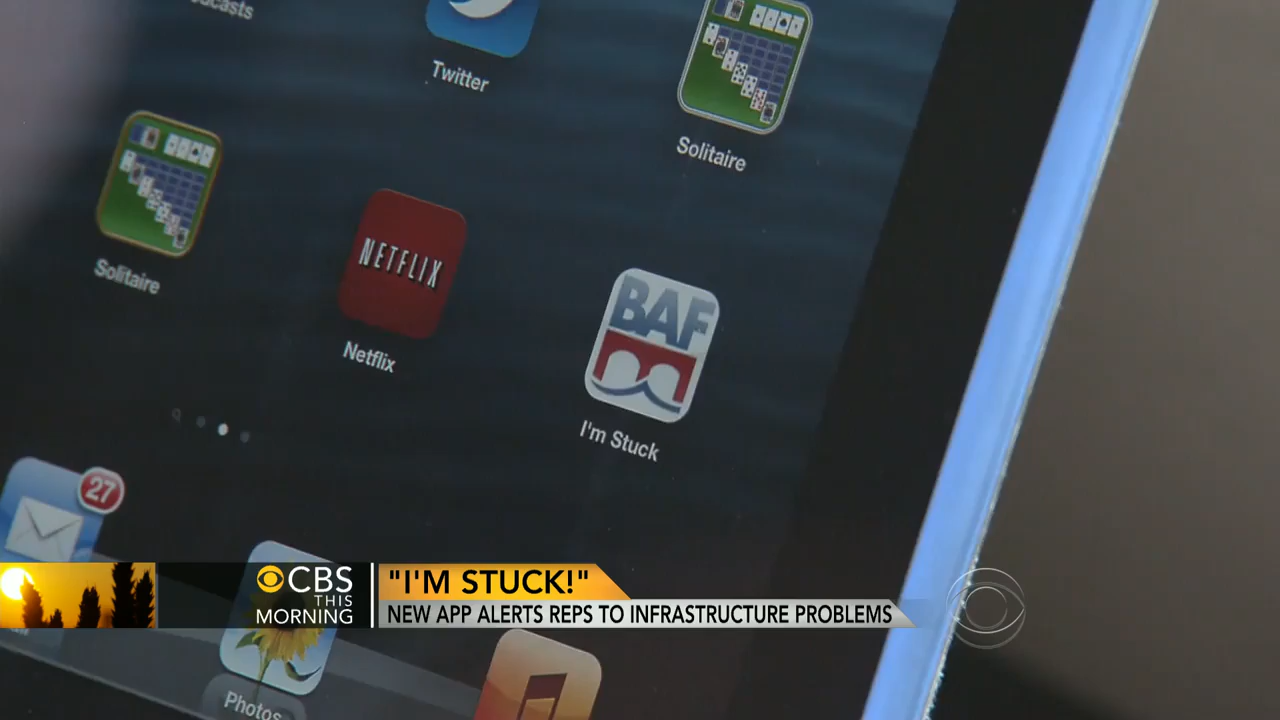 Twitter
Solitaire
Solitaire
NETFLIX
Netflix
BAF
I'm Stuck
27
CBS
THIS
MORNING
"I'M STUCK!"
NEW APP ALERTS REPS TO INFRASTRUCTURE PROBLEMS
Photos